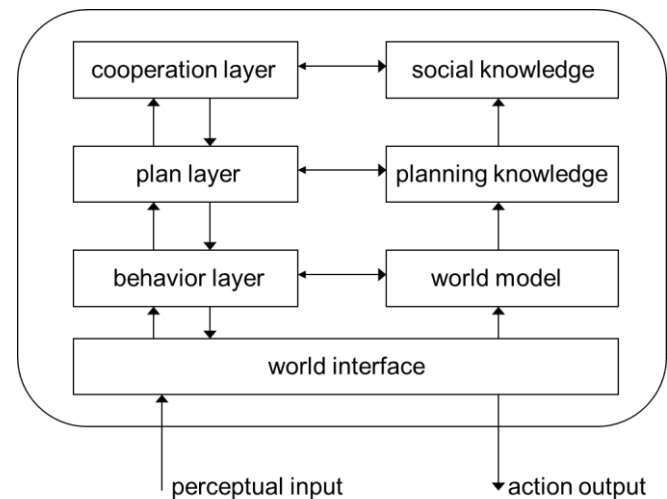 cooperation layer
social knowledge
plan layer
planning knowledge
behavior layer
world model
world interface
perceptual input
action output